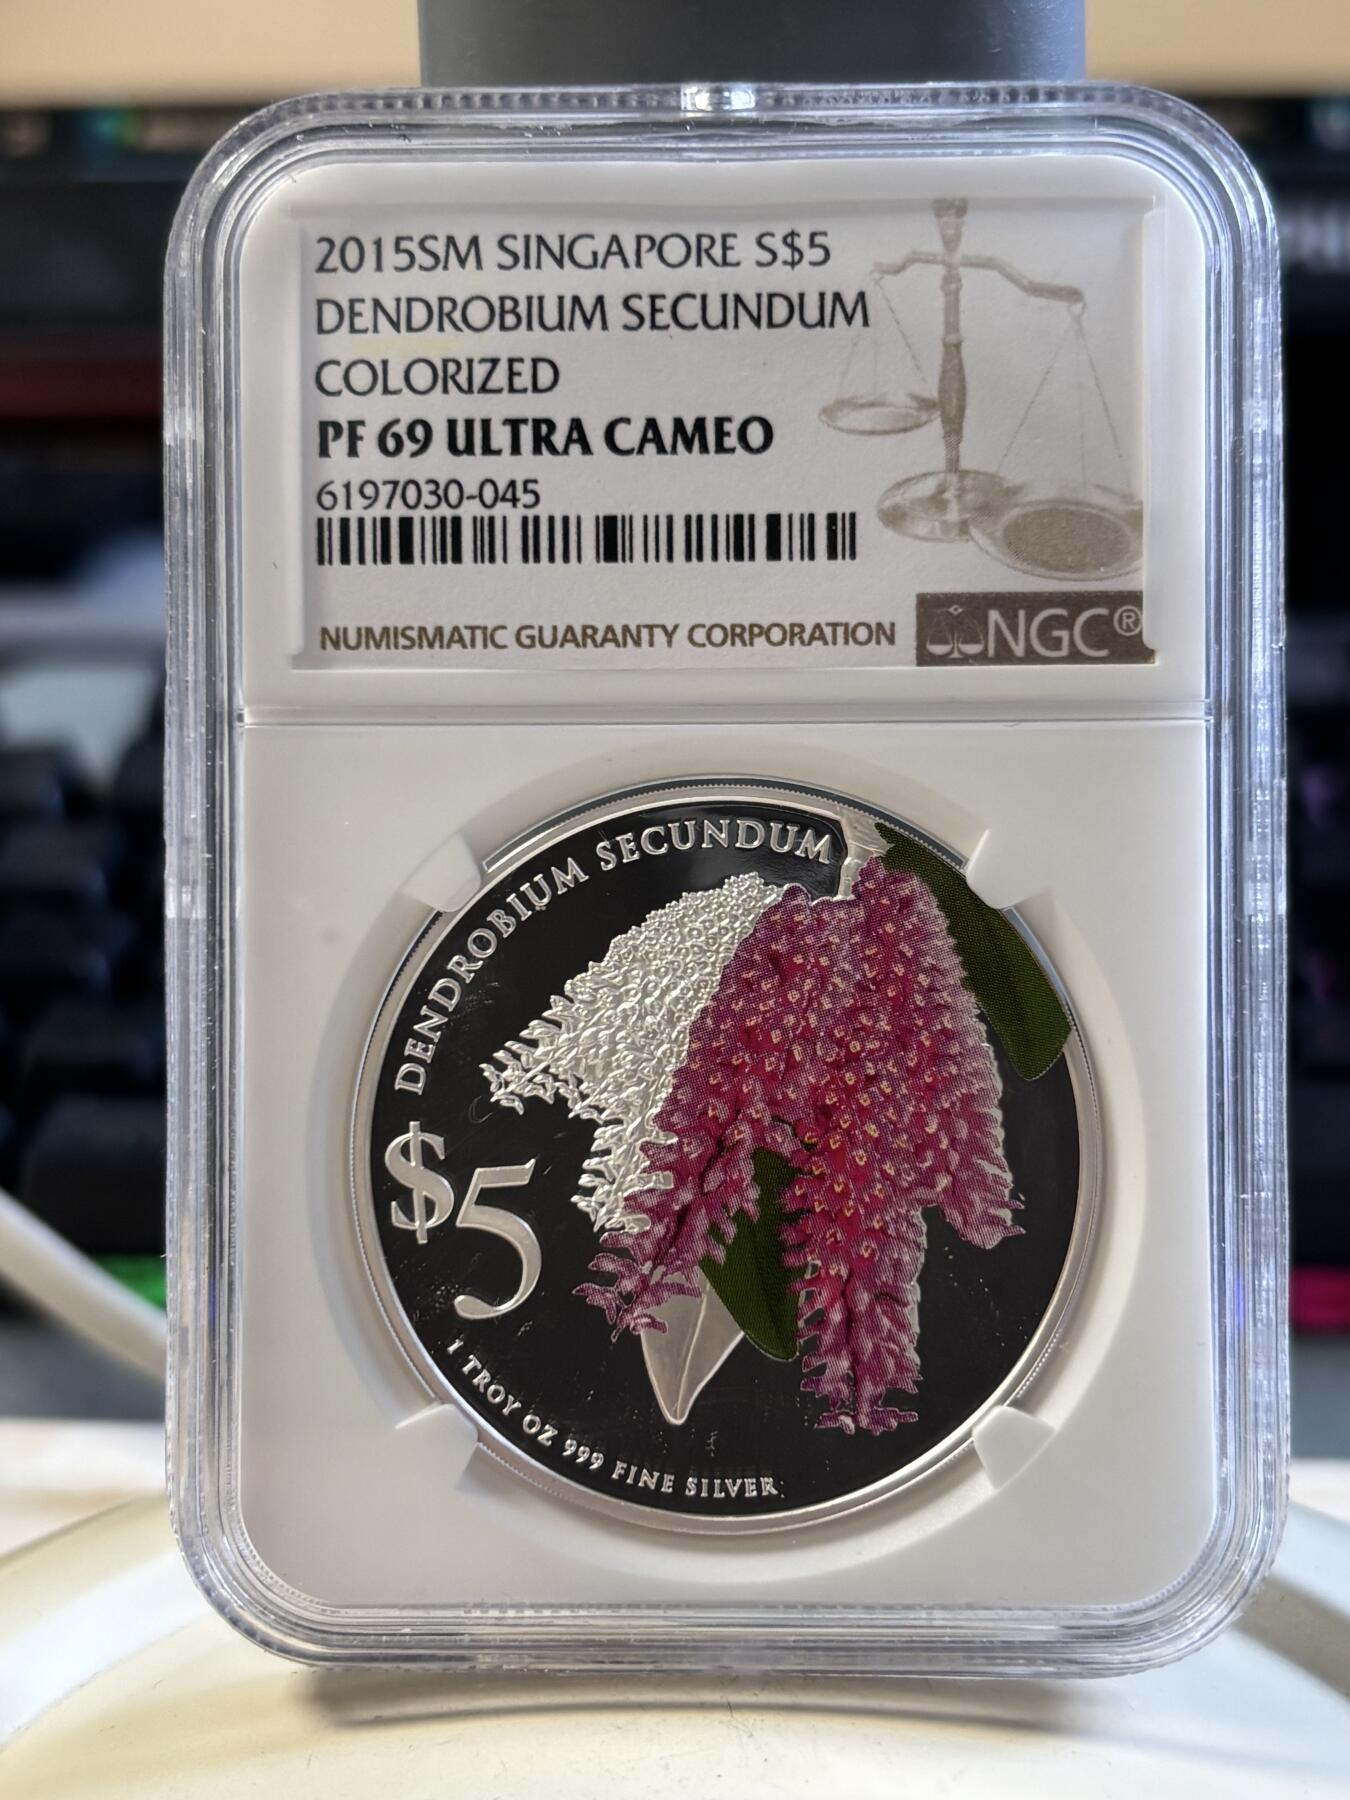 2015SM SINGAPORE S$5
DENDROBIUM SECUNDUM
COLORIZED
PF 69 ULTRA CAMEO
6197030-045
NUMISMATIC GUARANTY CORPORATION
NGC®
DENDROBIUM SECUNDUM
$5
1 TROY OZ 999 FINE SILVER